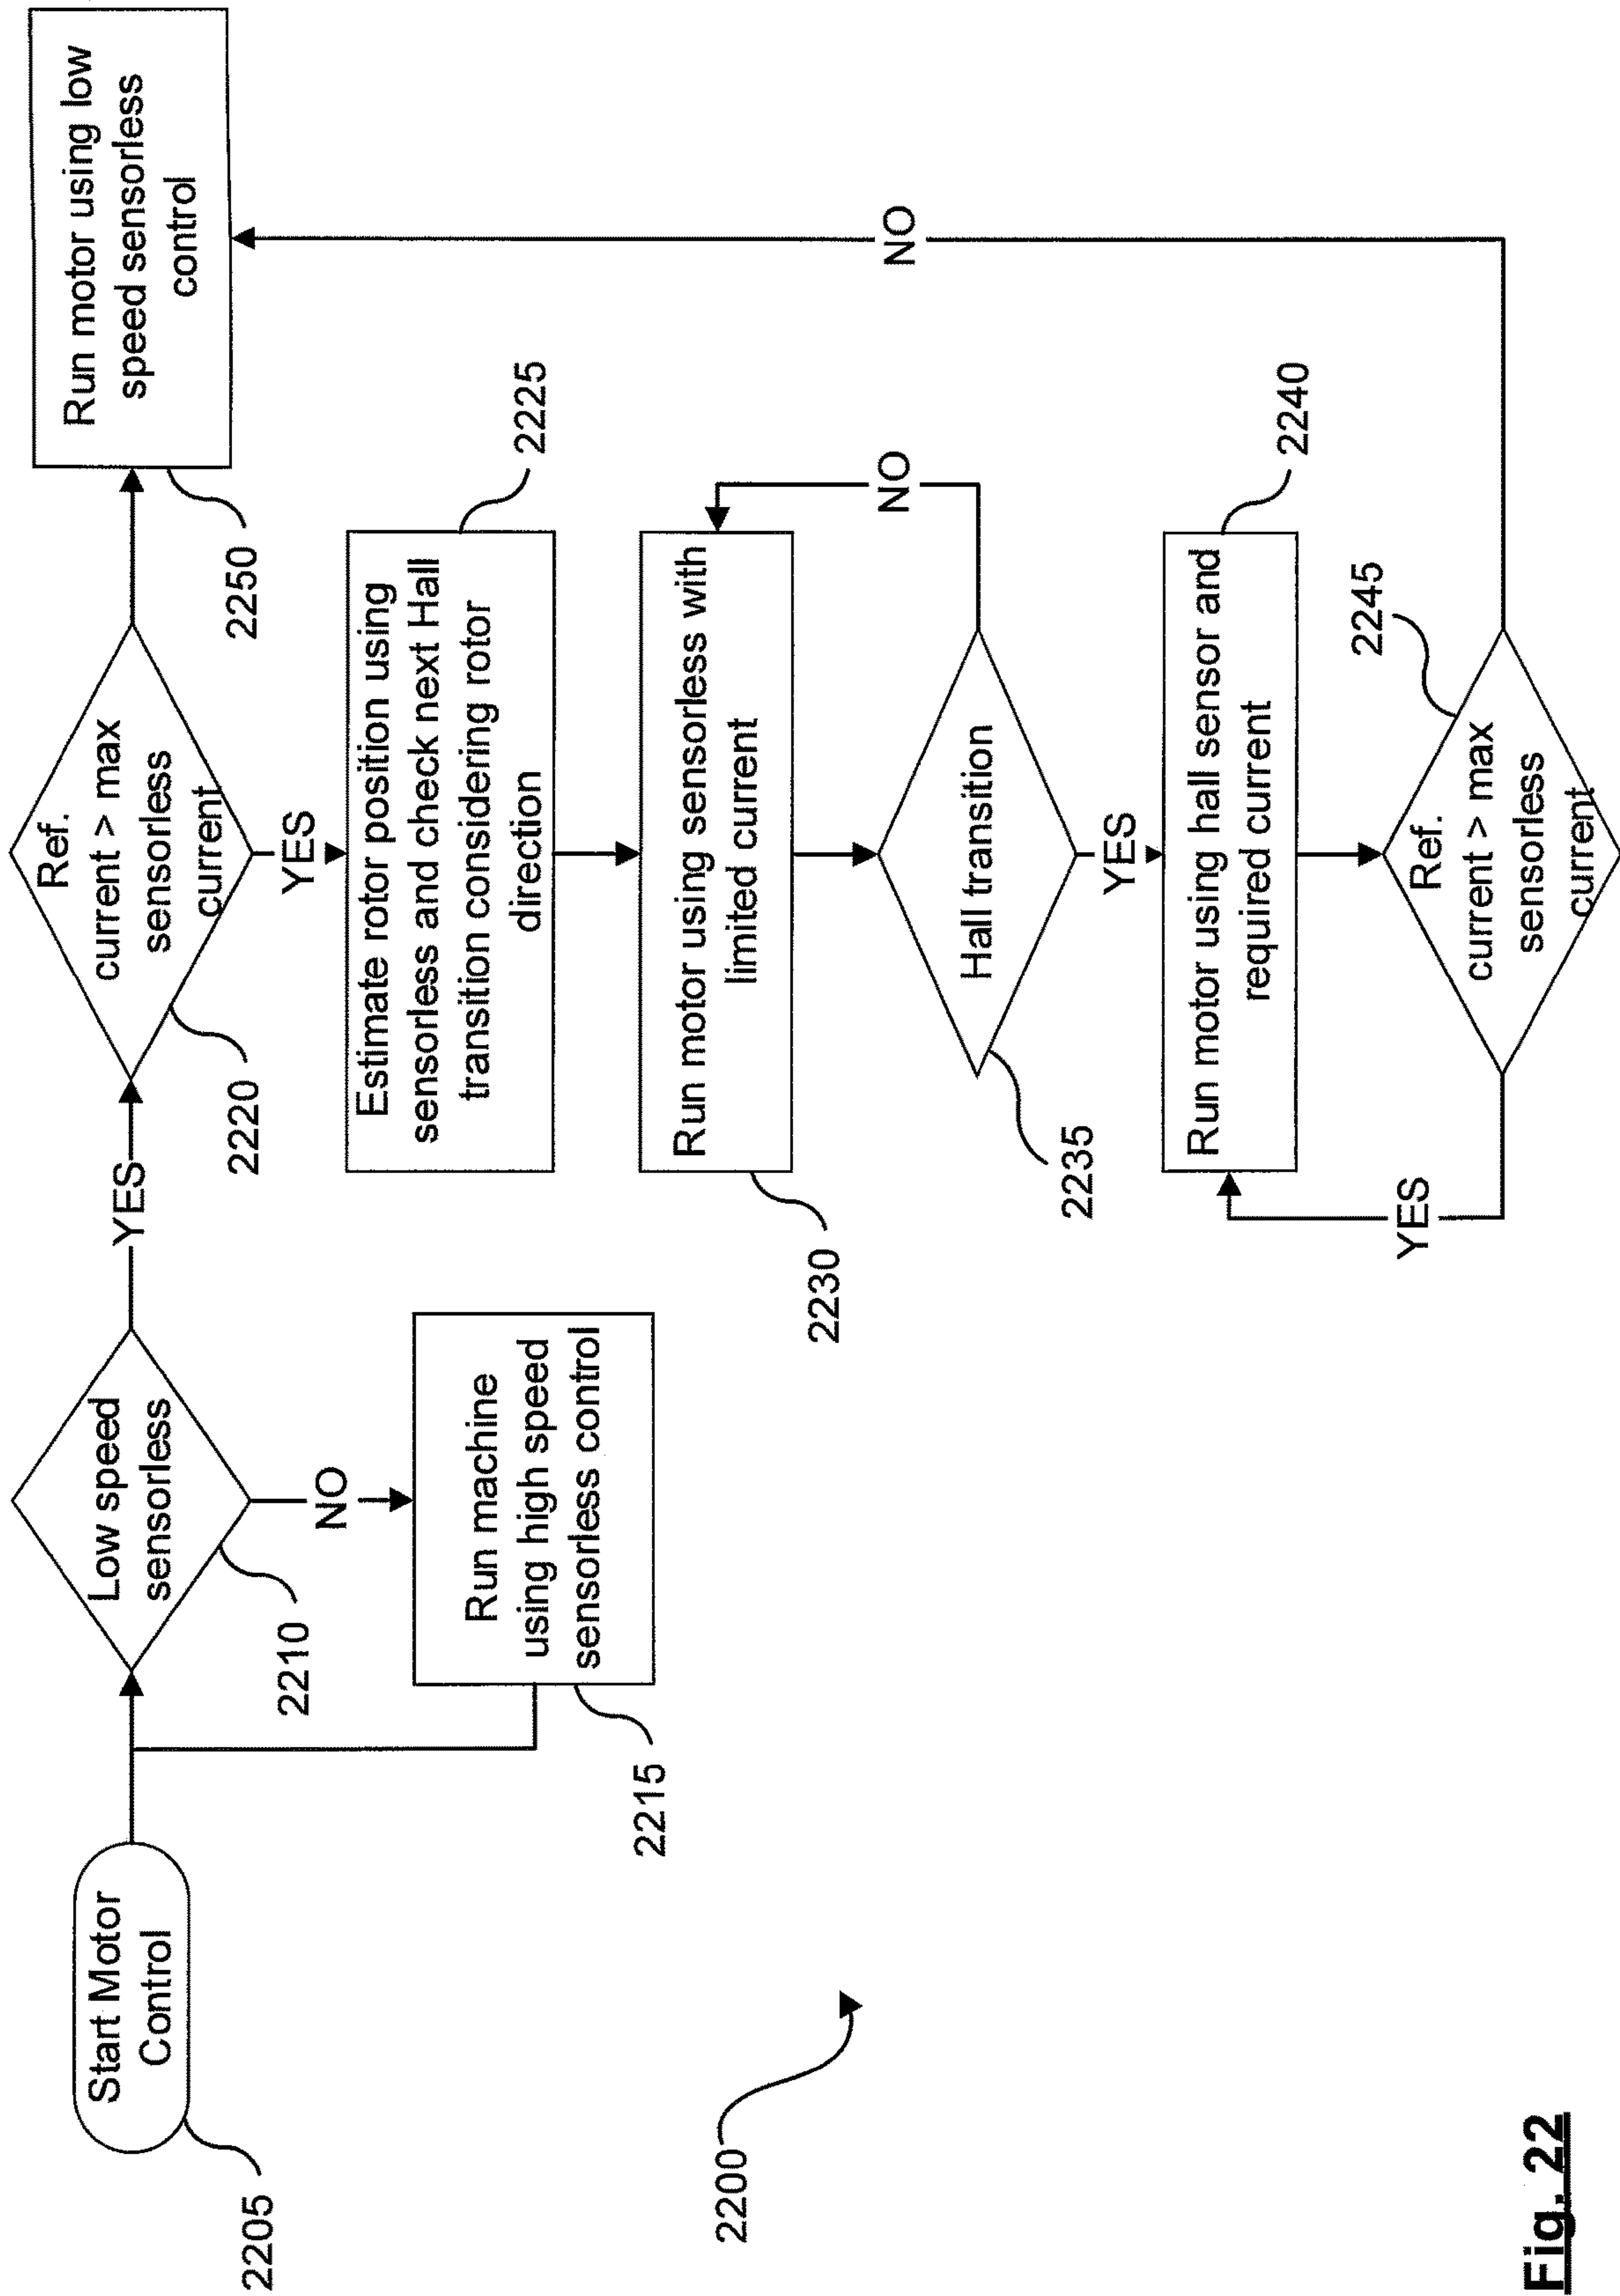 Start Motor
Control
2205
Low speed
sensorless
2210
NO
Run machine
using high speed
sensorless control
2215
YES
Ref.
current > max
sensorless
current
2220
Run motor using low
speed sensorless
control
2250
YES
Estimate rotor position using
sensorless and check next Hall
transition considering rotor
direction
2225
Run motor using sensorless with
limited current
2230
Hall transition
2235
NO
YES
Run motor using hall sensor and
required current
2240
Ref.
current > max
sensorless
current
2245
YES
NO
2200
Fig. 22